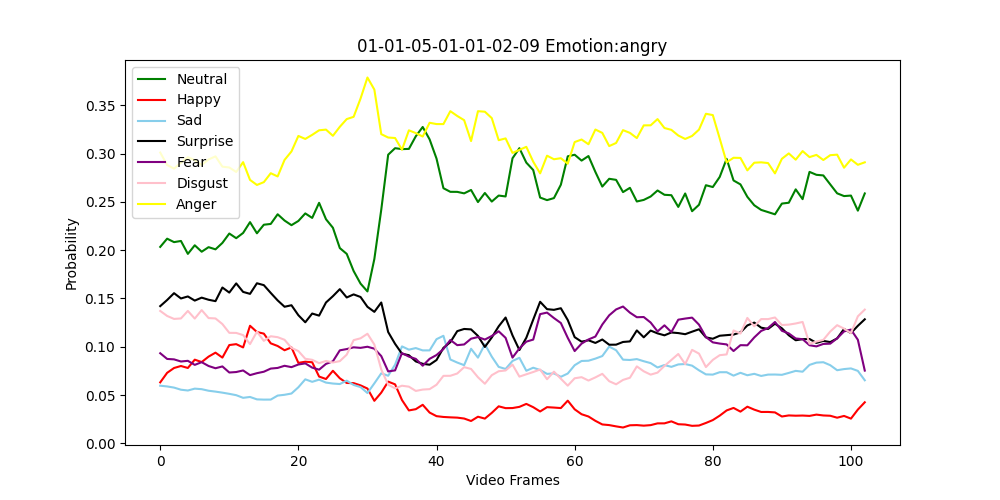 01-01-05-01-01-02-09 Emotion:angry
Neutral
Happy
Sad
Surprise
Fear
Disgust
Anger
Probability
0.35
0.30
0.25
0.20
0.15
0.10
0.05
0.00
0 20 40 60 80 100
Video Frames